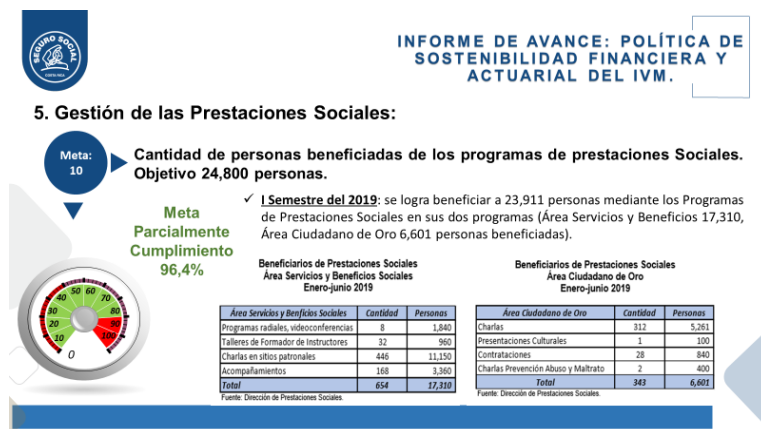 SEGURO SOCIAL
COSTA RICA
INFORME DE AVANCE: POLÍTICA DE
SOSTENIBILIDAD FINANCIERA Y
ACTUARIAL DEL IVM.
5. Gestión de las Prestaciones Sociales:
Meta:
10
Cantidad de personas beneficiadas de los programas de prestaciones Sociales.
Objetivo 24,800 personas.
✓ I Semestre del 2019: se logra beneficiar a 23,911 personas mediante los Programas
de Prestaciones Sociales en sus dos programas (Área Servicios y Beneficios 17,310,
Área Ciudadano de Oro 6,601 personas beneficiadas).
Meta
Parcialmente
Cumplimiento
96,4%
0
10
20
30
40
50
60
70
80
90
100
Beneficiarios de Prestaciones Sociales
Área Servicios y Beneficios Sociales
Enero-junio 2019
Área Servicios y Benficios Sociales Cantidad Personas
Programas radiales, videoconferencias 8 1,840
Talleres de Formador de Instructores 32 960
Charlas en sitios patronales 446 11,150
Acompañamientos 168 3,360
Total 654 17,310
Fuente: Dirección de Prestaciones Sociales.
Beneficiarios de Prestaciones Sociales
Área Ciudadano de Oro
Enero-junio 2019
Área Ciudadano de Oro Cantidad Personas
Charlas 312 5,261
Presentaciones Culturales 1 100
Contrataciones 28 840
Charlas Prevención Abuso y Maltrato 2 400
Total 343 6,601
Fuente: Dirección de Prestaciones Sociales.